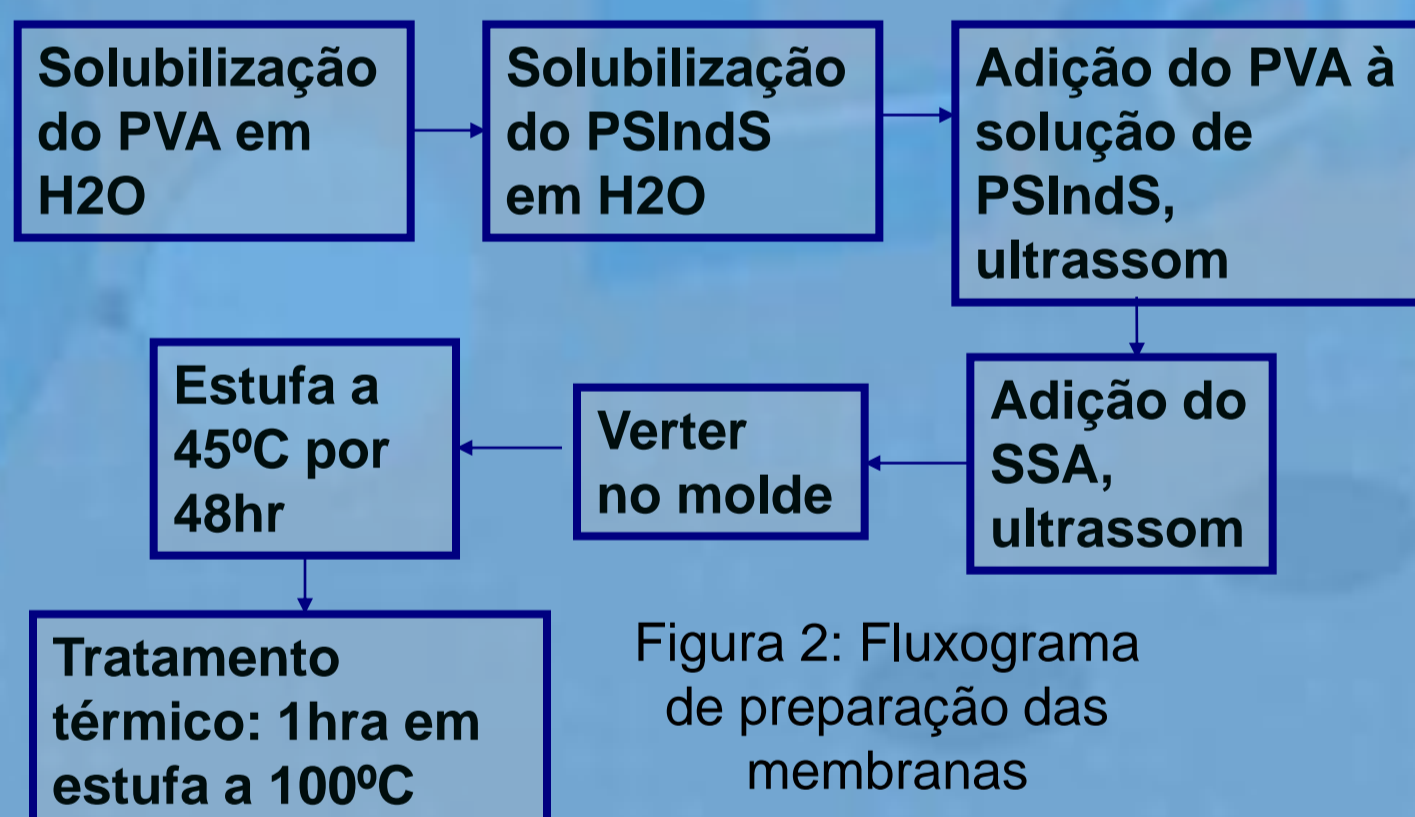 Solubilização
do PVA em
H2O
Solubilização
do PSIndS
em H2O
Adição do PVA à
solução de
PSIndS,
ultrassom
Adição do
SSA,
ultrassom
Verter
no molde
Estufa a
45ºC por
48hr
Tratamento
térmico: 1hra em
estufa a 100ºC
Figura 2: Fluxograma
de preparação das
membranas